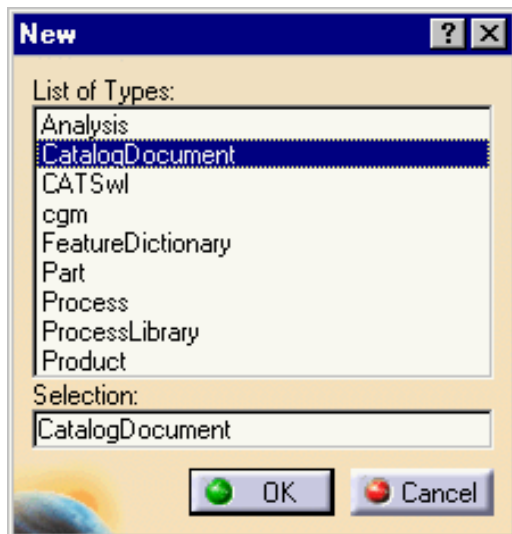 New
List of Types:
Analysis
CatalogDocument
CATSwl
cgm
FeatureDictionary
Part
Process
ProcessLibrary
Product
Selection:
CatalogDocument
OK Cancel